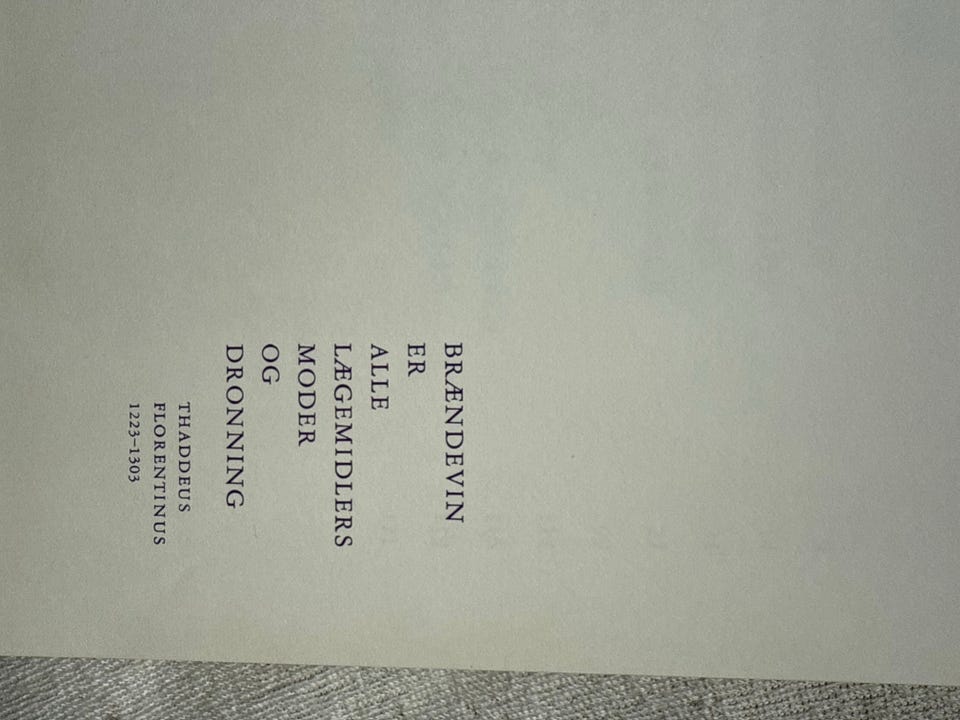 BRÆNDEVIN
ER
ALLE
LÆGEMIDLERS
MODER
OG
DRONNING
THADDEUS
FLORENTINUS
1223–1303